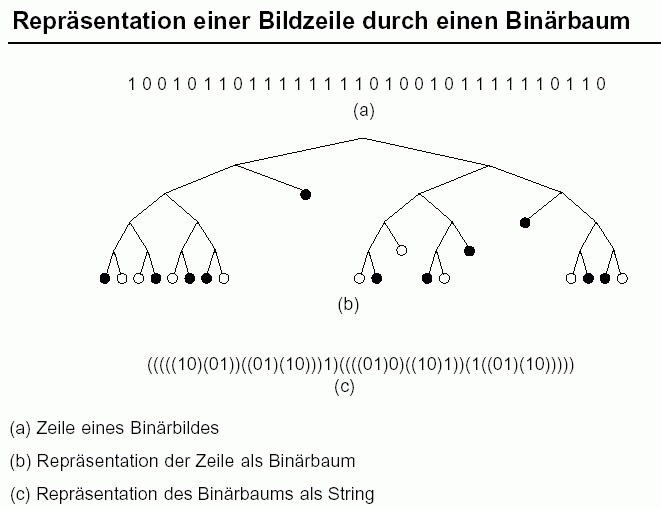 Repräsentation einer Bildzeile durch einen Binärbaum
1 0 0 1 0 1 1 0 1 1 1 1 1 1 1 1 0 1 0 0 1 0 1 1 1 1 1 1 0 1 1 0
(a)
(b)
(((((10)(01))((01)(10)))1)((((01)0)((10)1))(1((01)(10)))))
(c)
(a) Zeile eines Binärbildes
(b) Repräsentation der Zeile als Binärbaum
(c) Repräsentation des Binärbaums als String